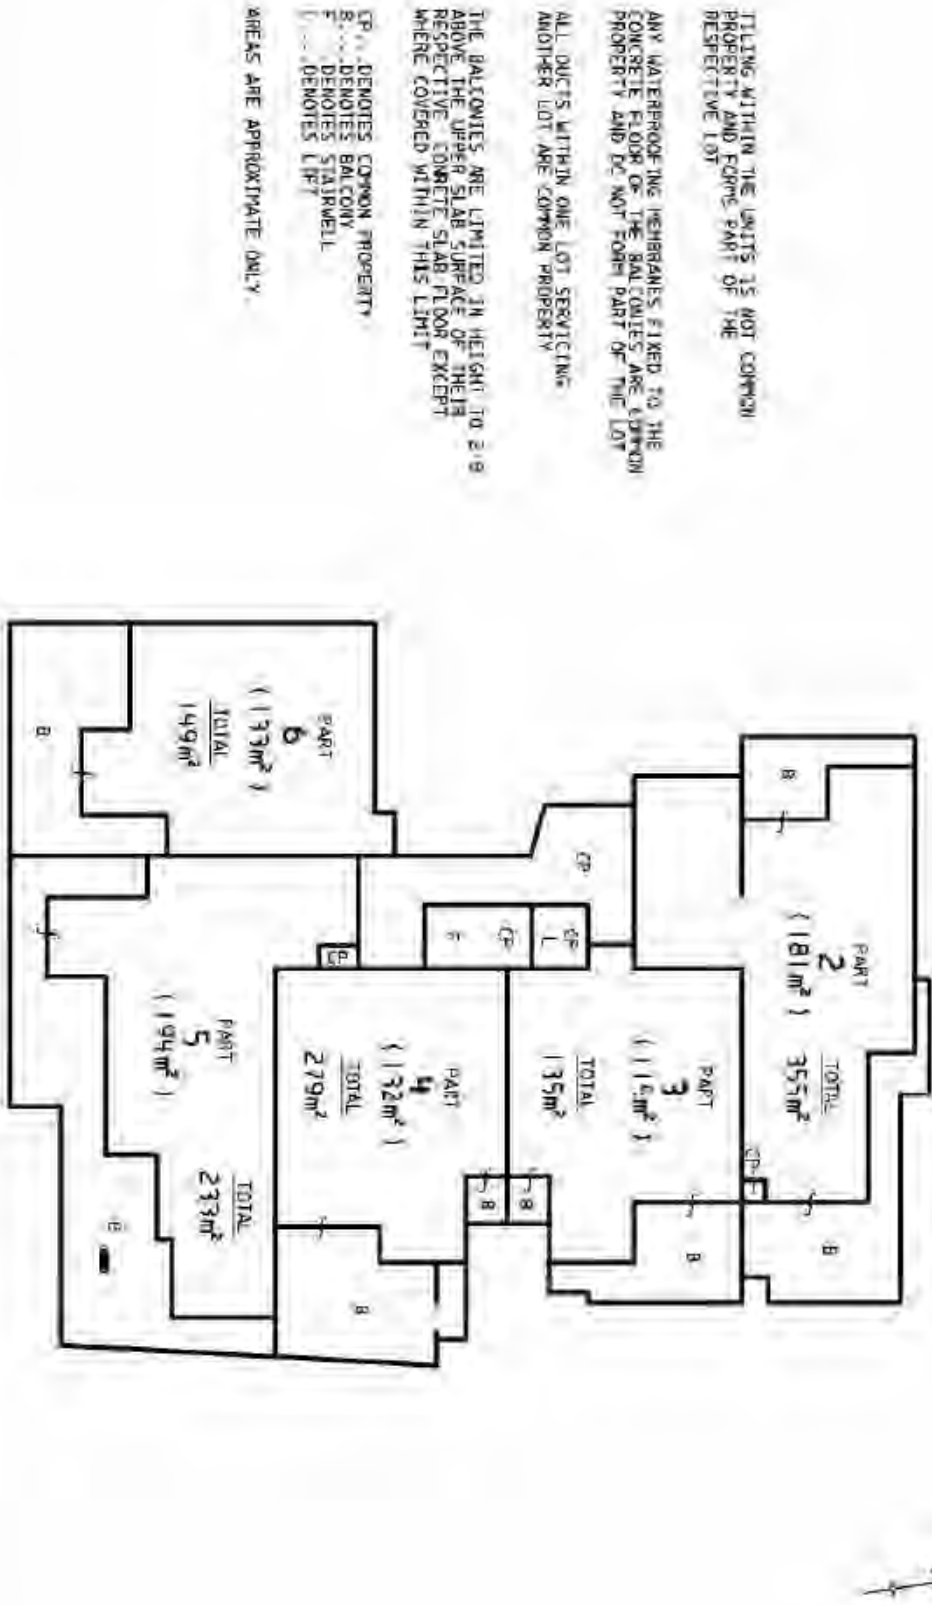 TILING WITHIN THE UNITS IS NOT COMMON
PROPERTY AND FORMS PART OF THE
RESPECTIVE LOT
ANY WATERPROOFING MEMBRANES FIXED TO THE
CONCRETE FLOOR OF THE BALCONIES ARE COMMON
PROPERTY AND DO NOT FORM PART OF THE LOT
ALL DUCTS WITHIN ONE LOT SERVICING
ANOTHER LOT ARE COMMON PROPERTY
THE BALCONIES ARE LIMITED IN HEIGHT TO
ABOVE THE UPPER SLAB SURFACE OF THEIR
RESPECTIVE CONRETE SLAB FLOOR EXCEPT
WHERE COVERED WITHIN THIS LIMIT
CP...DENOTES COMMON PROPERTY
B....DENOTES BALCONY
F DENOTES STAIRWELL
L....DENOTES LIFT
AREAS ARE APPROXIMATE ONLY.
B
PART
2
(181m²)
TOTAL
355m²
CP
B
CP
CP
L
CP
F
PART
3
TOTAL
135m²
B
B
PART
4
(132m²)
TOTAL
279m²
B
B
PART
6
(133m²)
TOTAL
149m²
B
PART
5
(194m²)
TOTAL
233m²
B